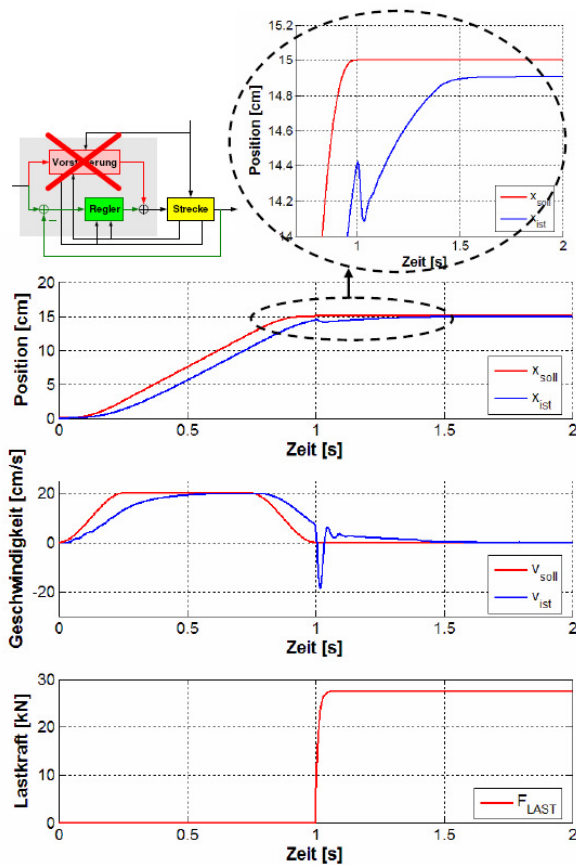 15.2
15
14.8
14.6
14.4
14.2
14
Position [cm]
1
1.5
2
Zeit [s]
x_soll
x_ist
Vorsteuerung
Regler
Strecke
20
15
10
5
0
Position [cm]
0
0.5
1
1.5
2
Zeit [s]
x_soll
x_ist
20
0
-20
Geschwindigkeit [cm/s]
0
0.5
1
1.5
2
Zeit [s]
v_soll
v_ist
30
20
10
0
Lastkraft [kN]
0
0.5
1
1.5
2
Zeit [s]
F_LAST